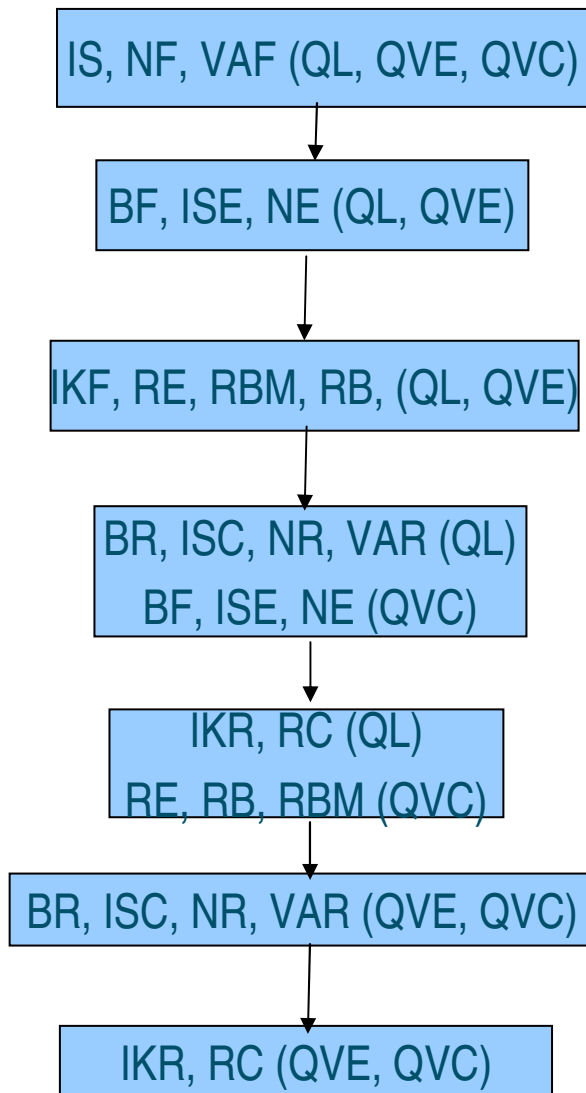 IS, NF, VAF (QL, QVE, QVC)
BF, ISE, NE (QL, QVE)
IKF, RE, RBM, RB, (QL, QVE)
BR, ISC, NR, VAR (QL)
BF, ISE, NE (QVC)
IKR, RC (QL)
RE, RB, RBM (QVC)
BR, ISC, NR, VAR (QVE, QVC)
IKR, RC (QVE, QVC)